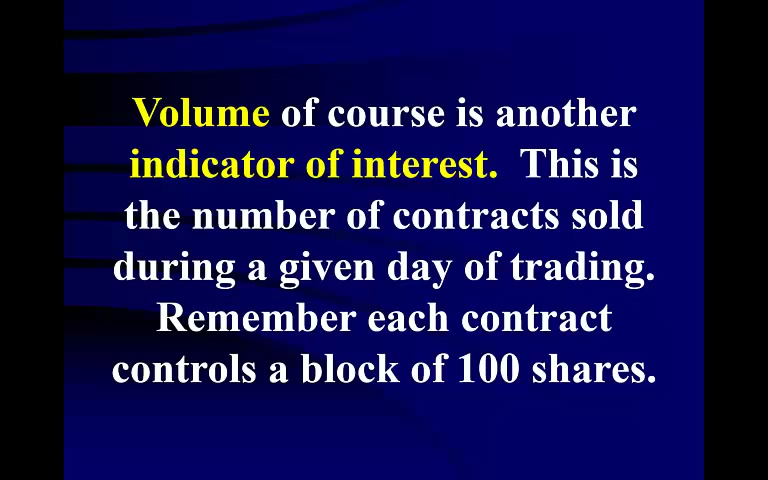 Volume of course is another
indicator of interest.  This is
the number of contracts sold
during a given day of trading.
Remember each contract
controls a block of 100 shares.